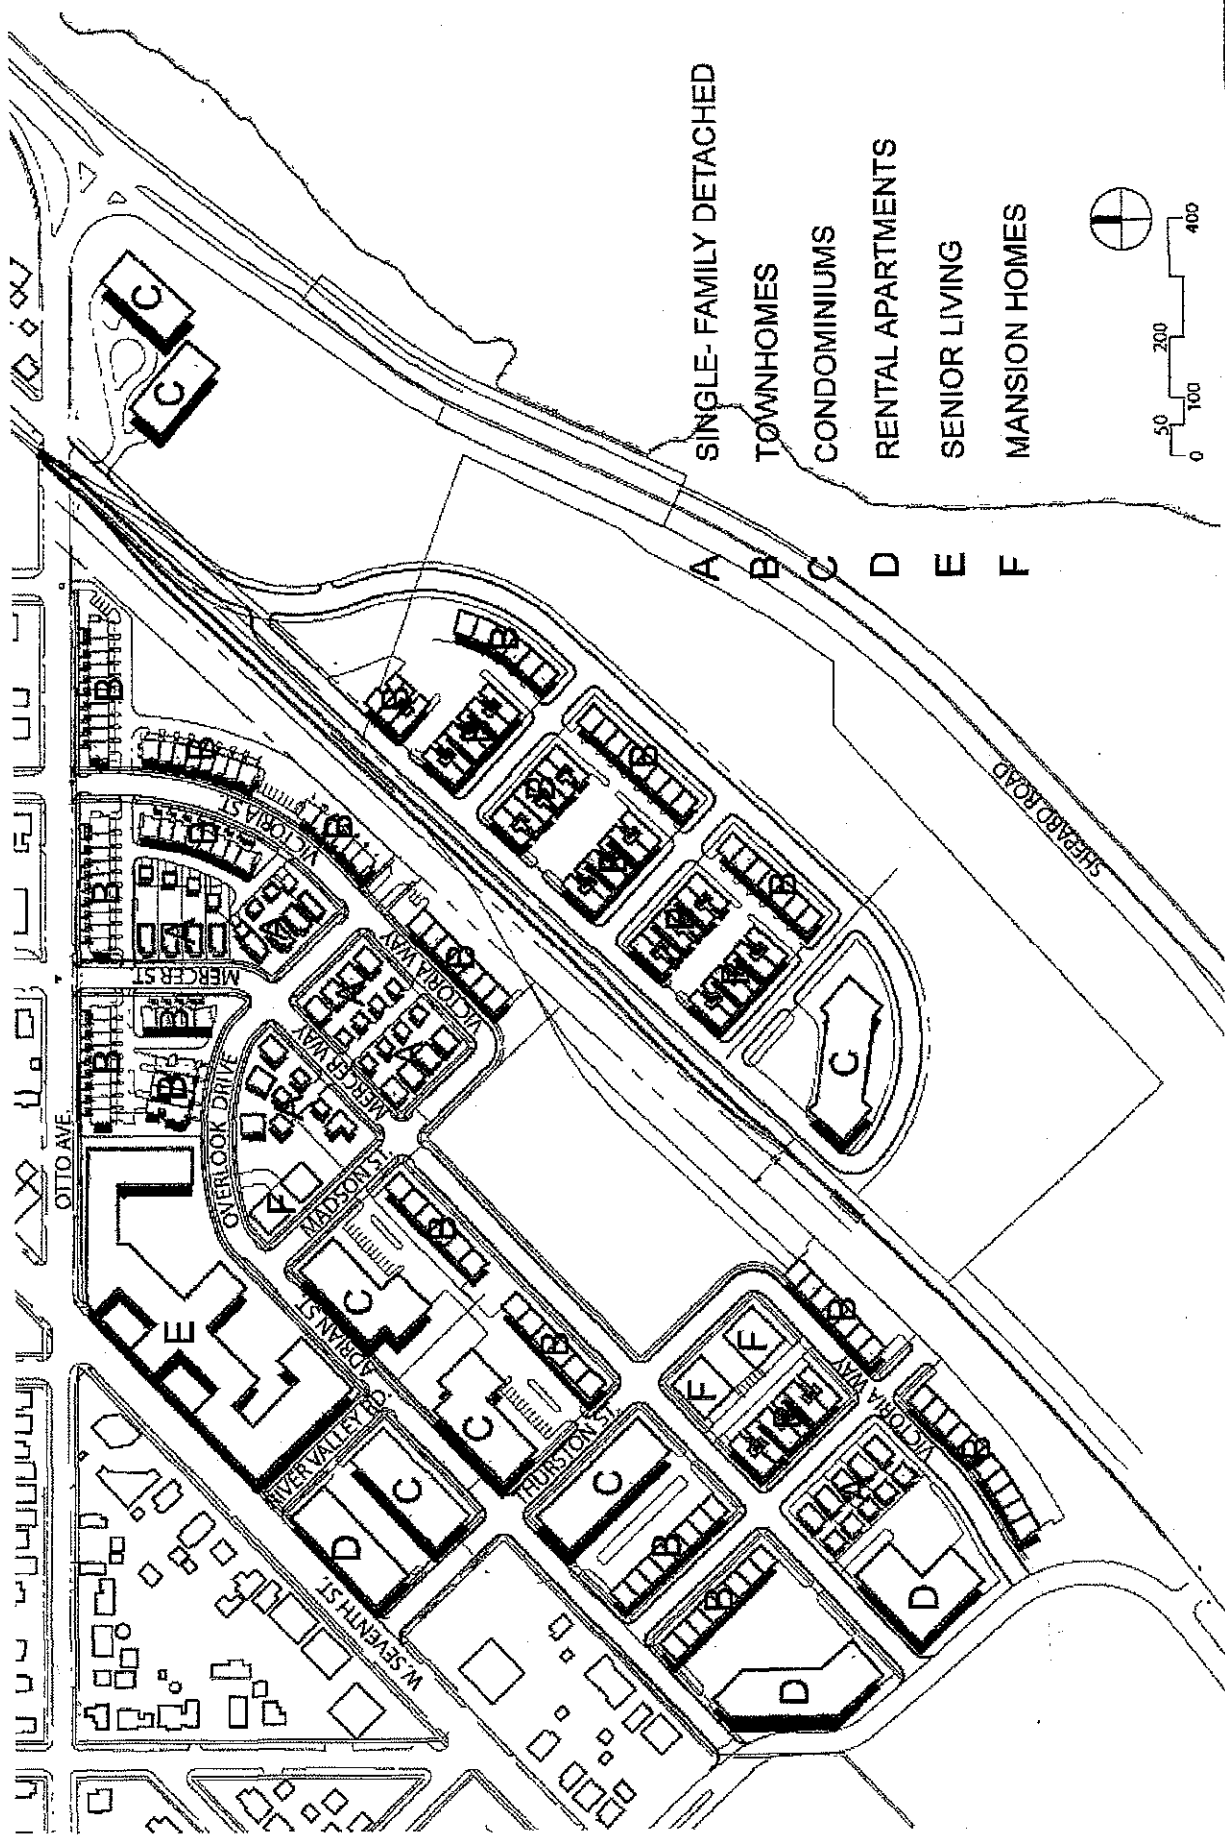 OTTO AVE.
W. SEVENTH ST.
RIVER VALLEY RD
ADRIAN ST.
OVERLOOK DRIVE
MERCER ST
MERCER WAY
MADSON ST.
THURSTON ST.
VICTORIA ST
VICTORIA WAY
VICTORIA WAY
SHEPARD ROAD
E
D
C
C
C
C
B
B
B
B
D
D
F
F
F
B
B
B
B
B
B
A
A
A
B
B
B
B
B
B
B
C
C
C
A SINGLE- FAMILY DETACHED
B TOWNHOMES
C CONDOMINIUMS
D RENTAL APARTMENTS
E SENIOR LIVING
F MANSION HOMES
0 50 100 200 400